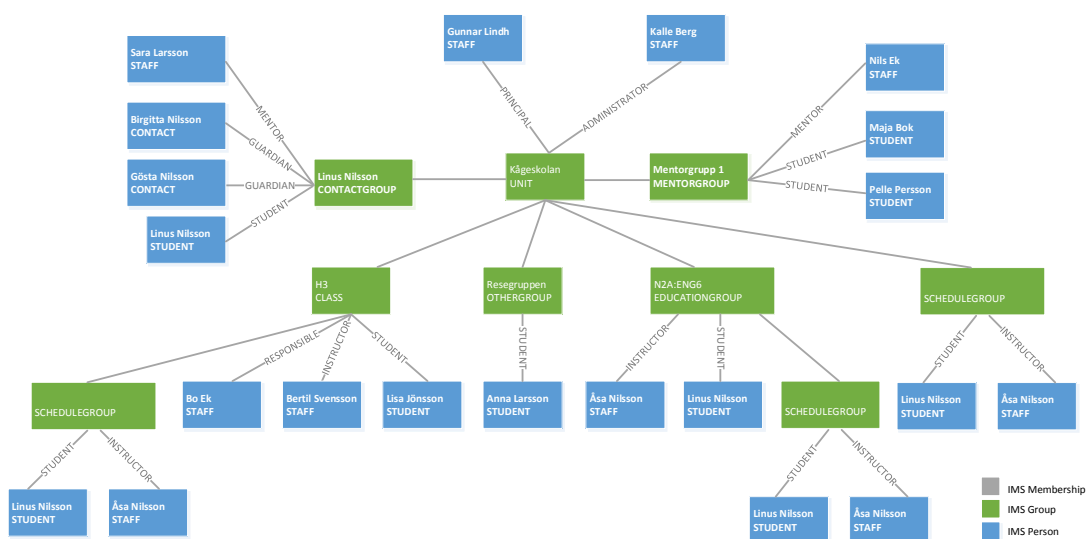 Gunnar Lindh
STAFF
Kalle Berg
STAFF
Sara Larsson
STAFF
Nils Ek
STAFF
Birgitta Nilsson
CONTACT
Maja Bok
STUDENT
Gösta Nilsson
CONTACT
Pelle Persson
STUDENT
Linus Nilsson
STUDENT
PRINCIPAL
ADMINISTRATOR
MENTOR
GUARDIAN
GUARDIAN
STUDENT
MENTOR
STUDENT
STUDENT
Linus Nilsson
CONTACTGROUP
Kågeskolan
UNIT
Mentorgrupp 1
MENTORGROUP
H3
CLASS
Resegruppen
OTHERGROUP
N2A:ENG6
EDUCATIONGROUP
SCHEDULEGROUP
RESPONSIBLE
INSTRUCTOR
STUDENT
STUDENT
INSTRUCTOR
STUDENT
STUDENT
INSTRUCTOR
SCHEDULEGROUP
Bo Ek
STAFF
Bertil Svensson
STAFF
Lisa Jönsson
STUDENT
Anna Larsson
STUDENT
Åsa Nilsson
STAFF
Linus Nilsson
STUDENT
SCHEDULEGROUP
Linus Nilsson
STUDENT
Åsa Nilsson
STAFF
STUDENT
INSTRUCTOR
STUDENT
INSTRUCTOR
Linus Nilsson
STUDENT
Åsa Nilsson
STAFF
Linus Nilsson
STUDENT
Åsa Nilsson
STAFF
IMS Membership
IMS Group
IMS Person